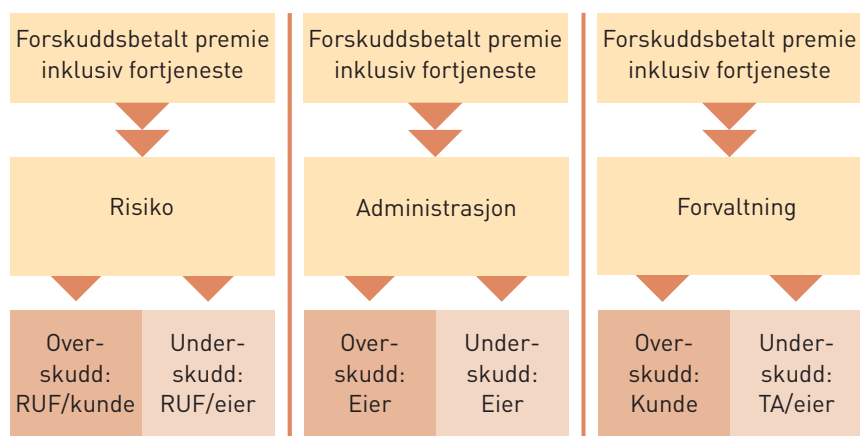 Forskuddsbetalt premie
inklusiv fortjeneste
Risiko
Over-
skudd:
RUF/kunde
Under-
skudd:
RUF/eier
Forskuddsbetalt premie
inklusiv fortjeneste
Administrasjon
Over-
skudd:
Eier
Under-
skudd:
Eier
Forskuddsbetalt premie
inklusiv fortjeneste
Forvaltning
Over-
skudd:
Kunde
Under-
skudd:
TA/eier